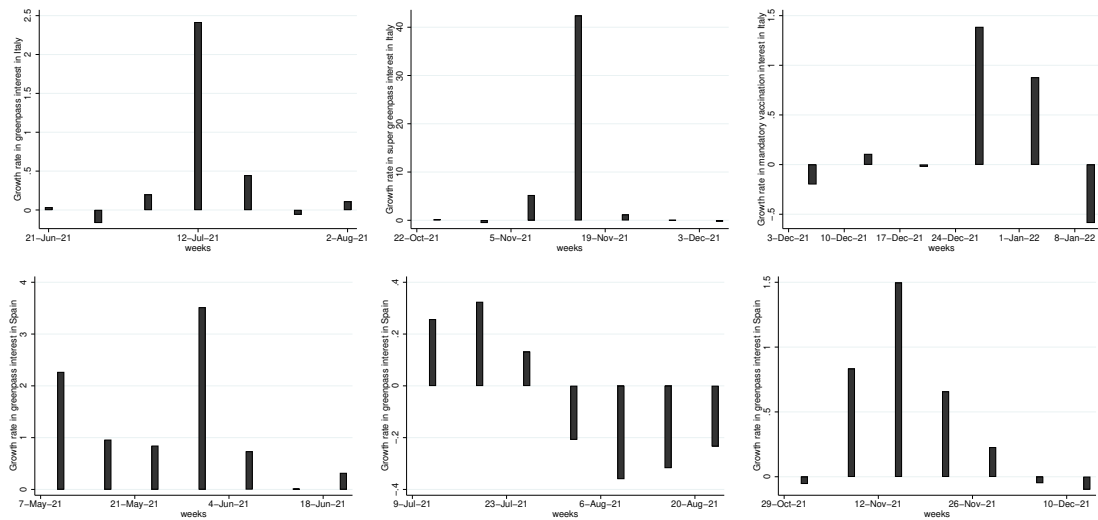 Growth rate in greenpass interest in Italy
2.5
2
1.5
1
.5
0
21–Jun–21 12–Jul–21 2–Aug–21
weeks
Growth rate in super greenpass interest in Italy
40
30
20
10
0
22–Oct–21 5–Nov–21 19–Nov–21 3–Dec–21
weeks
Growth rate in mandatory vaccination interest in Italy
1.5
1
.5
0
–.5
3–Dec–21 10–Dec–21 17–Dec–21 24–Dec–21 1–Jan–22 8–Jan–22
weeks
Growth rate in greenpass interest in Spain
4
3
2
1
0
7–May–21 21–May–21 4–Jun–21 18–Jun–21
weeks
Growth rate in greenpass interest in Spain
.4
.2
0
–.2
–.4
9–Jul–21 23–Jul–21 6–Aug–21 20–Aug–21
weeks
Growth rate in greenpass interest in Spain
1.5
1
.5
0
29–Oct–21 12–Nov–21 26–Nov–21 10–Dec–21
weeks